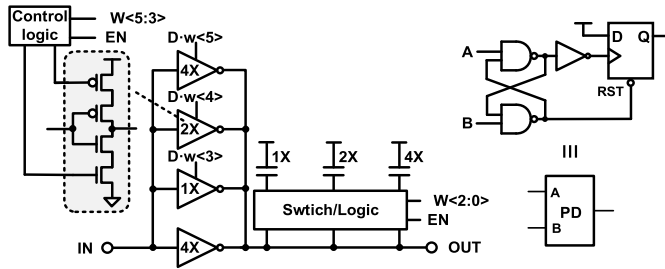 Control
logic
W<5:3>
EN
D·w<5>
4X
D·w<4>
2X
D·w<3>
1X
4X
IN
1X
2X
4X
Swtich/Logic
W<2:0>
EN
OUT
A
B
D
Q
RST
A
PD
B